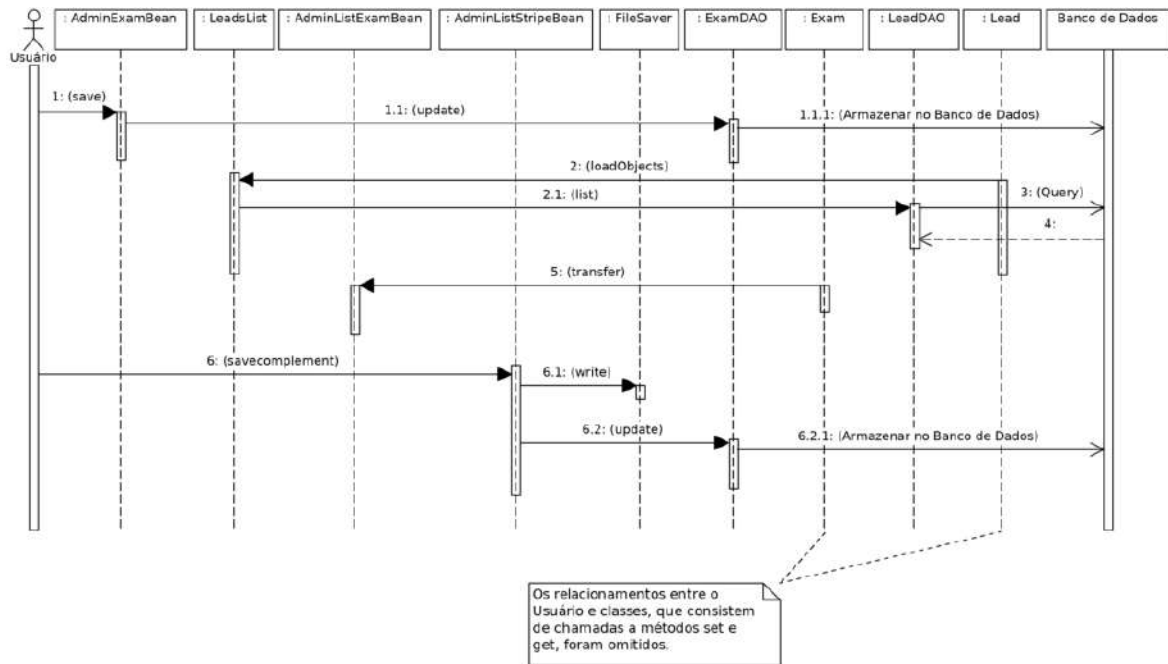 : AdminExamBean
: LeadsList
: AdminListExamBean
: AdminListStripeBean
: FileSaver
: ExamDAO
: Exam
: LeadDAO
: Lead
Banco de Dados
Usuário
1: (save)
1.1: (update)
1.1.1: (Armazenar no Banco de Dados)
2: (loadObjects)
2.1: (list)
3: (Query)
4:
5: (transfer)
6: (savecomplement)
6.1: (write)
6.2: (update)
6.2.1: (Armazenar no Banco de Dados)
Os relacionamentos entre o
Usuário e classes, que consistem
de chamadas a métodos set e
get, foram omitidos.